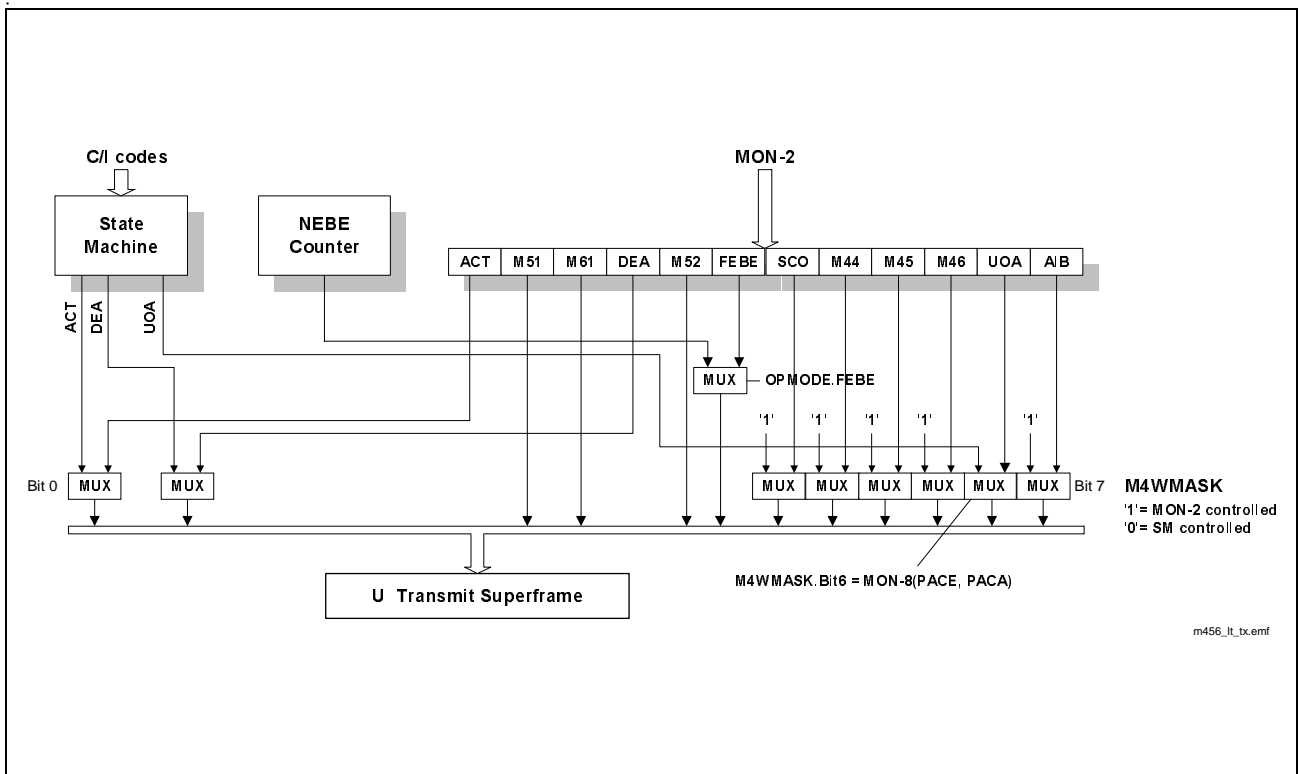 .
C/I codes
MON-2
State
Machine
NEBE
Counter
ACT M51 M61 DEA M52 FEBE SCO M44 M45 M46 UOA AIB
ACT
DEA
UOA
MUX OPMODE.FEBE
'1' '1' '1' '1' '1'
Bit 0 MUX MUX MUX MUX MUX MUX MUX MUX Bit 7 M4WMASK
'1'= MON-2 controlled
'0'= SM controlled
M4WMASK.Bit6 = MON-8(PACE, PACA)
U Transmit Superframe
m456_lt_tx.emf